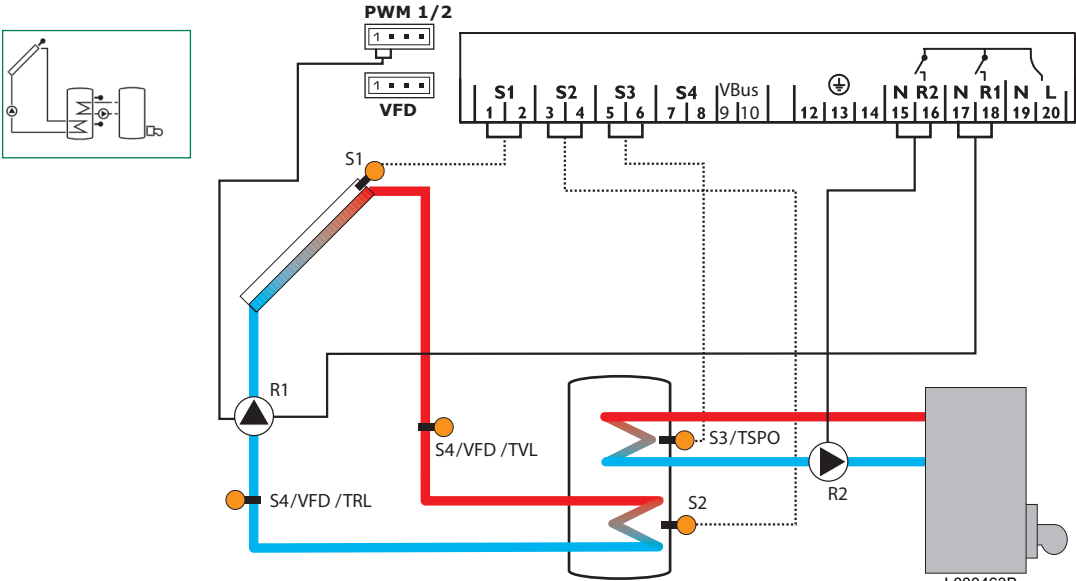 PWM 1/2
1
1
VFD
S1 S2 S3 S4 VBus N R2 N R1 N L
1 2 3 4 5 6 7 8 9 10 12 13 14 15 16 17 18 19 20
S1
R1
S4/VFD /TVL
S3/TSPO
S4/VFD /TRL
S2
R2